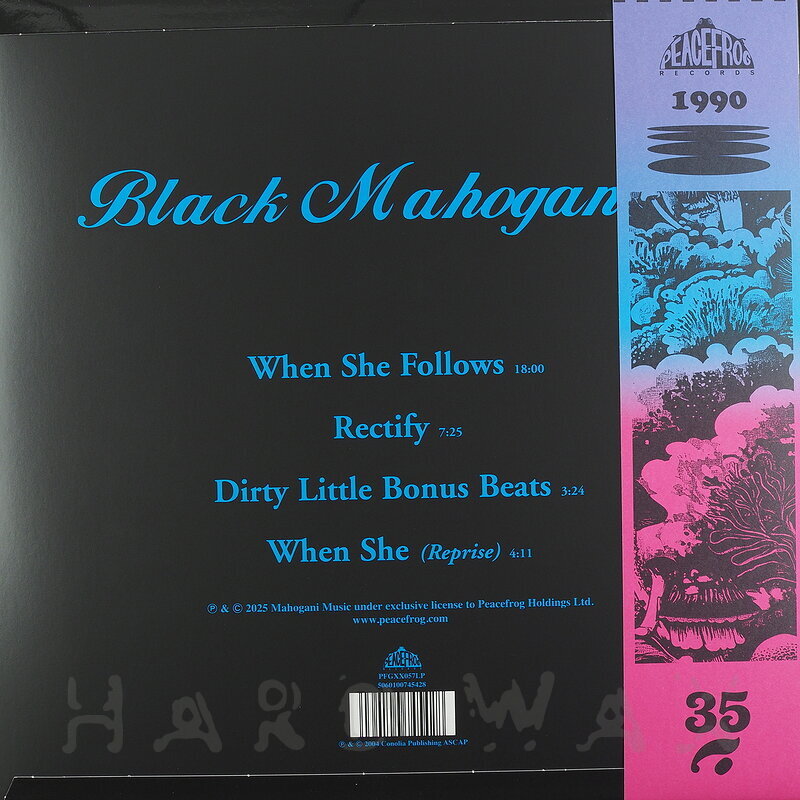 PEACEFROG
RECORDS
1990
Black Mahogan
When She Follows 18:00
Rectify 7:25
Dirty Little Bonus Beats 3:24
When She (Reprise) 4:11
℗ & © 2025 Mahogani Music under exclusive license to Peacefrog Holdings Ltd.
www.peacefrog.com
PEACEFROG
PFGXX057LP
5060100745428
℗ & © 2004 Conolia Publishing ASCAP
HARDWA
35